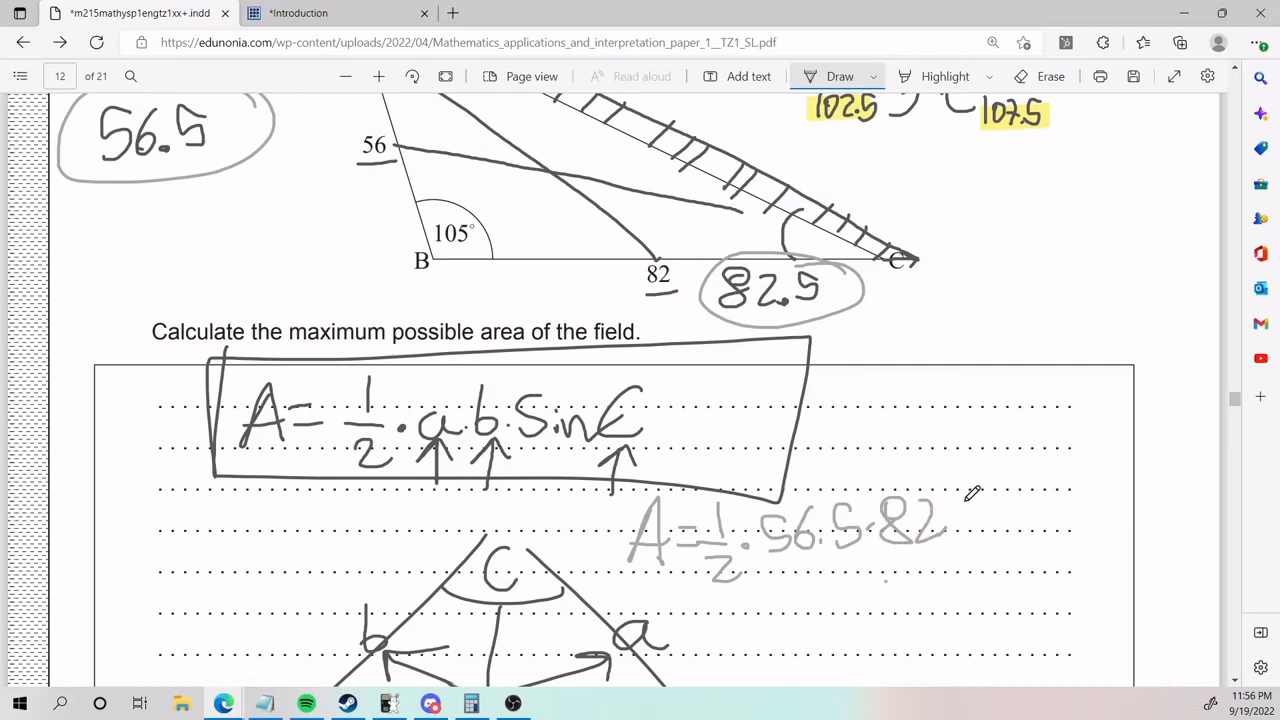 *m215mathysp1engtz1xx+.indd
*Introduction
https://edunonia.com/wp-content/uploads/2022/04/Mathematics_applications_and_interpretation_paper_1__TZ1_SL.pdf
12 of 21
Page view
Read aloud
Add text
Draw
Highlight
Erase
56.5
102.5
107.5
56
105°
B
82
82.5
C
Calculate the maximum possible area of the field.
A = 1/2 · a · b · Sin C
A = 1/2 · 56.5 · 82
C
b
a
11:56 PM
9/19/2022